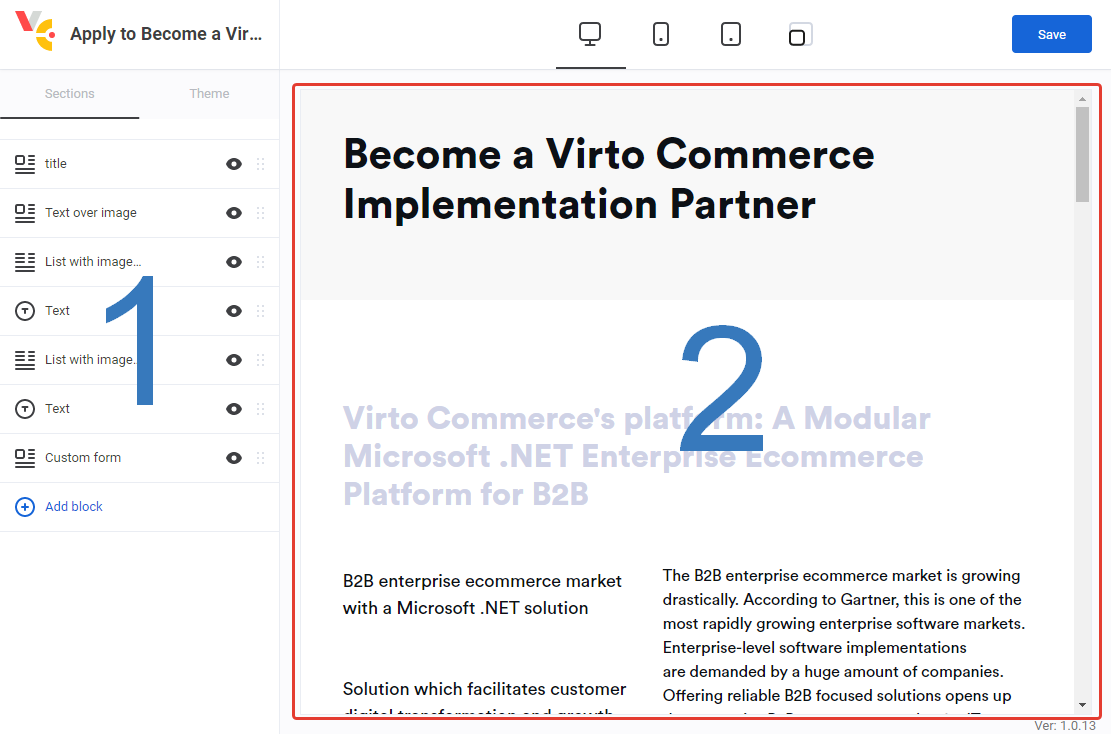 Apply to Become a Vir...
Save
Sections
Theme
title
Text over image
List with image...
Text
List with image...
Text
Custom form
Add block
1
Become a Virto Commerce
Implementation Partner
2
Virto Commerce's platform: A Modular
Microsoft .NET Enterprise Ecommerce
Platform for B2B
B2B enterprise ecommerce market
with a Microsoft .NET solution
Solution which facilitates customer
digital transformation and growth
The B2B enterprise ecommerce market is growing
drastically. According to Gartner, this is one of the
most rapidly growing enterprise software markets.
Enterprise-level software implementations
are demanded by a huge amount of companies.
Offering reliable B2B focused solutions opens up
Ver: 1.0.13